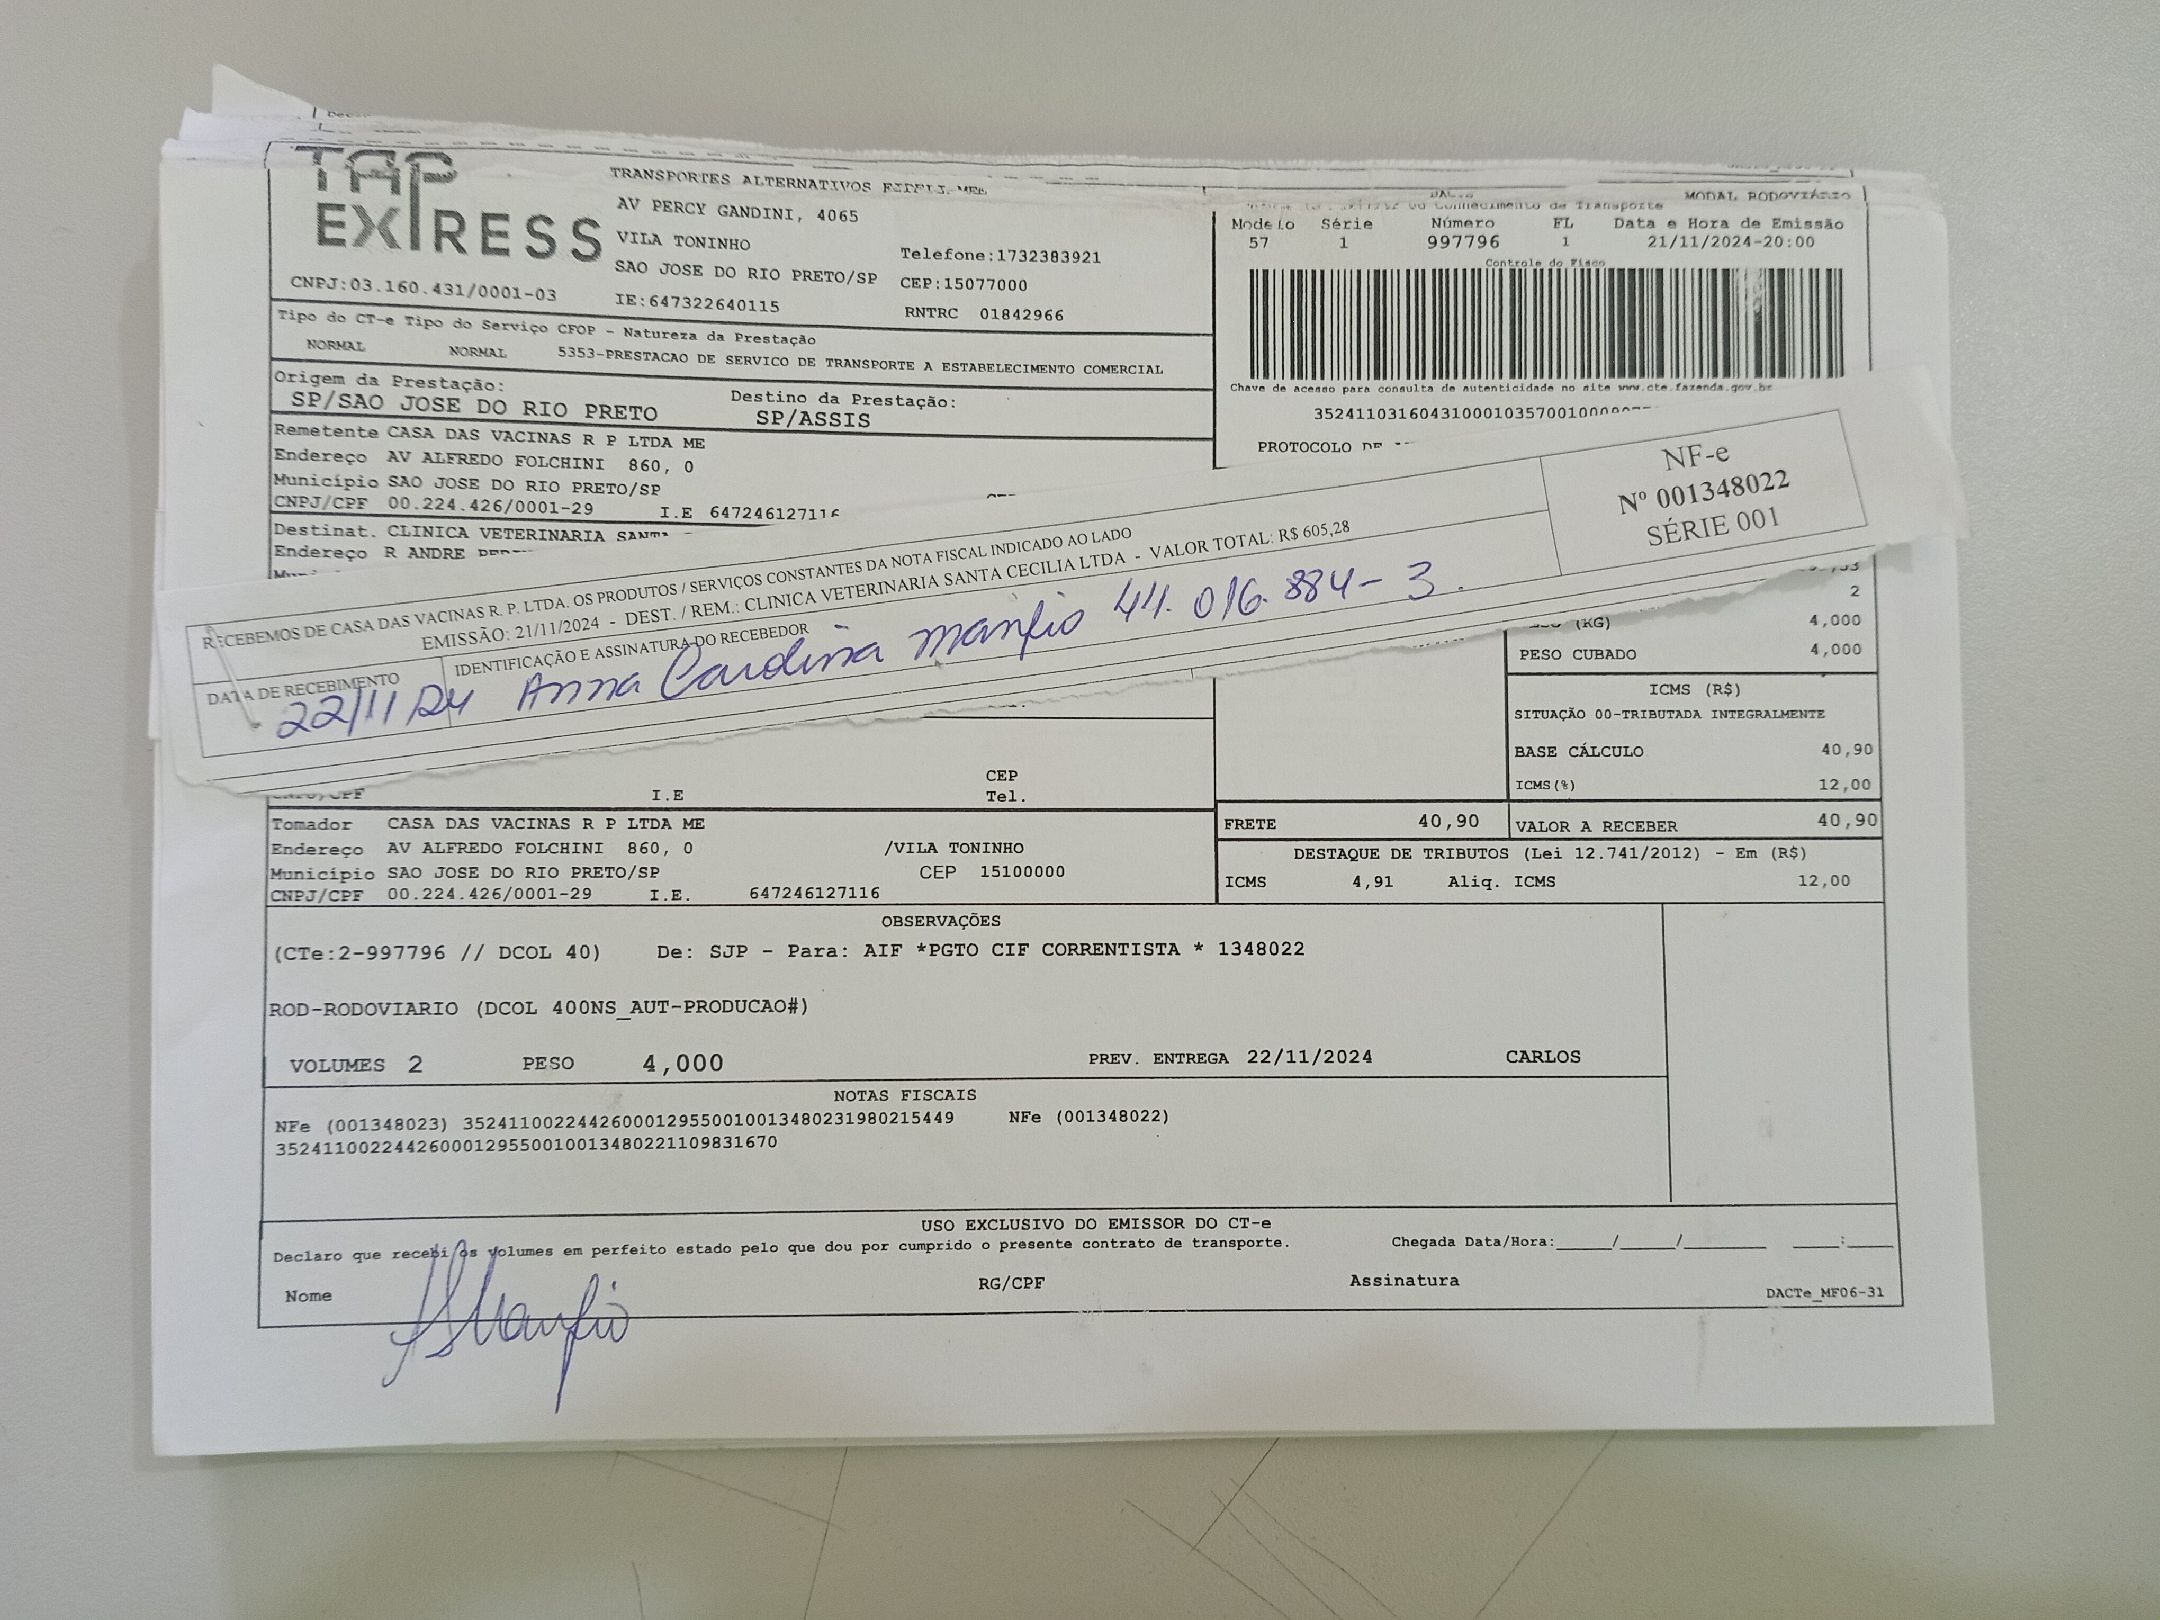 TAP
EXPRESS
TRANSPORTES ALTERNATIVOS
AV PERCY GANDINI, 4065
VILA TONINHO
SAO JOSE DO RIO PRETO/SP
IE:647322640115
Telefone:1732383921
CEP:15077000
RNTRC 01842966
CNPJ:03.160.431/0001-03
MODAL RODOVIÁRIO
Modelo Série Número FL Data e Hora de Emissão
57 1 997796 1 21/11/2024-20:00
Controle do Fisco
Tipo do CT-e Tipo do Serviço CFOP - Natureza da Prestação
NORMAL NORMAL 5353-PRESTACAO DE SERVICO DE TRANSPORTE A ESTABELECIMENTO COMERCIAL
Chave de acesso para consulta de autenticidade no site www.cte.fazenda.gov.br
Origem da Prestação: Destino da Prestação:
SP/SAO JOSE DO RIO PRETO SP/ASSIS
PROTOCOLO
Remetente CASA DAS VACINAS R P LTDA ME
Endereço AV ALFREDO FOLCHINI 860, 0
Município SAO JOSE DO RIO PRETO/SP
CNPJ/CPF 00.224.426/0001-29 I.E 647246127116
Destinat. CLINICA VETERINARIA
Endereço R ANDRE
RECEBEMOS DE CASA DAS VACINAS R. P. LTDA. OS PRODUTOS / SERVIÇOS CONSTANTES DA NOTA FISCAL INDICADO AO LADO
EMISSÃO: 21/11/2024 - DEST. / REM.: CLINICA VETERINARIA SANTA CECILIA LTDA - VALOR TOTAL: R$ 605,28
DATA DE RECEBIMENTO
22/11/24
IDENTIFICAÇÃO E ASSINATURA DO RECEBEDOR
Anna Carolina Manfio 44.016.884-3.
NF-e
Nº 001348022
SÉRIE 001
2
(KG) 4,000
PESO CUBADO 4,000
ICMS (R$)
SITUAÇÃO 00-TRIBUTADA INTEGRALMENTE
BASE CÁLCULO 40,90
ICMS(%) 12,00
CEP
CNPJ/CPF I.E Tel.
Tomador CASA DAS VACINAS R P LTDA ME
Endereço AV ALFREDO FOLCHINI 860, 0 /VILA TONINHO
Município SAO JOSE DO RIO PRETO/SP CEP 15100000
CNPJ/CPF 00.224.426/0001-29 I.E. 647246127116
FRETE 40,90 VALOR A RECEBER 40,90
DESTAQUE DE TRIBUTOS (Lei 12.741/2012) - Em (R$)
ICMS 4,91 Aliq. ICMS 12,00
OBSERVAÇÕES
(CTe:2-997796 // DCOL 40) De: SJP - Para: AIF *PGTO CIF CORRENTISTA * 1348022
ROD-RODOVIARIO (DCOL 400NS_AUT-PRODUCAO#)
VOLUMES 2 PESO 4,000 PREV. ENTREGA 22/11/2024 CARLOS
NOTAS FISCAIS
NFe (001348023) 35241100224426000129550010013480231980215449 NFe (001348022)
35241100224426000129550010013480221109831670
USO EXCLUSIVO DO EMISSOR DO CT-e
Declaro que recebi os volumes em perfeito estado pelo que dou por cumprido o presente contrato de transporte. Chegada Data/Hora:_____/_____/________ _____:_____
Nome RG/CPF Assinatura
DACTe_MF06-31